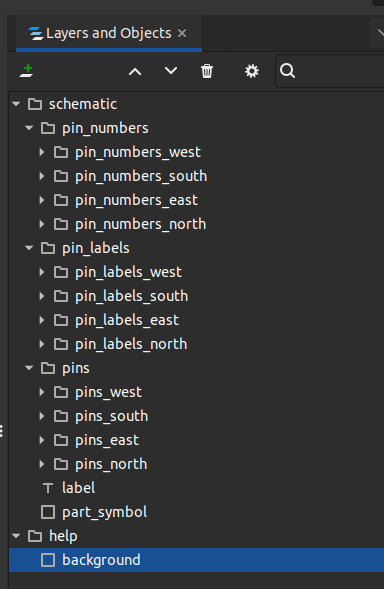 Layers and Objects
schematic
pin_numbers
pin_numbers_west
pin_numbers_south
pin_numbers_east
pin_numbers_north
pin_labels
pin_labels_west
pin_labels_south
pin_labels_east
pin_labels_north
pins
pins_west
pins_south
pins_east
pins_north
label
part_symbol
help
background